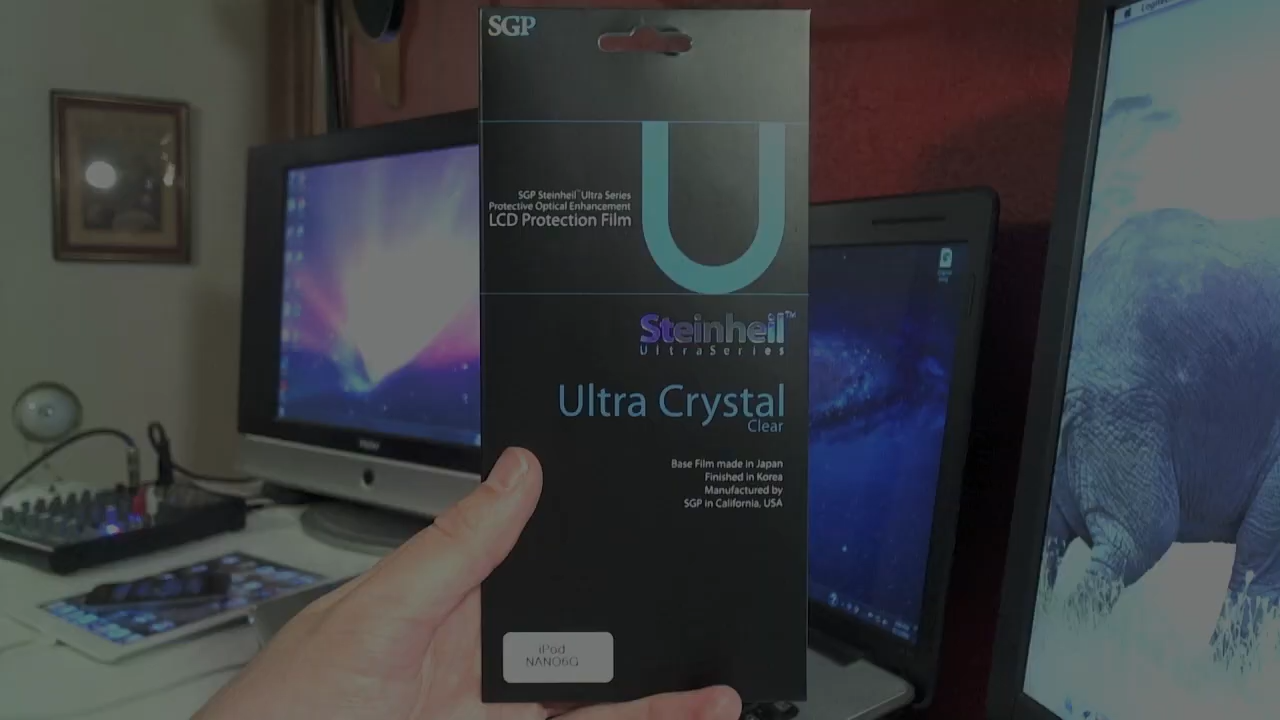 SGP
SGP Steinheil™ Ultra Series
Protective Optical Enhancement
LCD Protection Film
Steinheil™
UltraSeries
Ultra Crystal
Clear
Base Film made in Japan
Finished in Korea
Manufactured by
SGP in California, USA
iPod
NANO6G